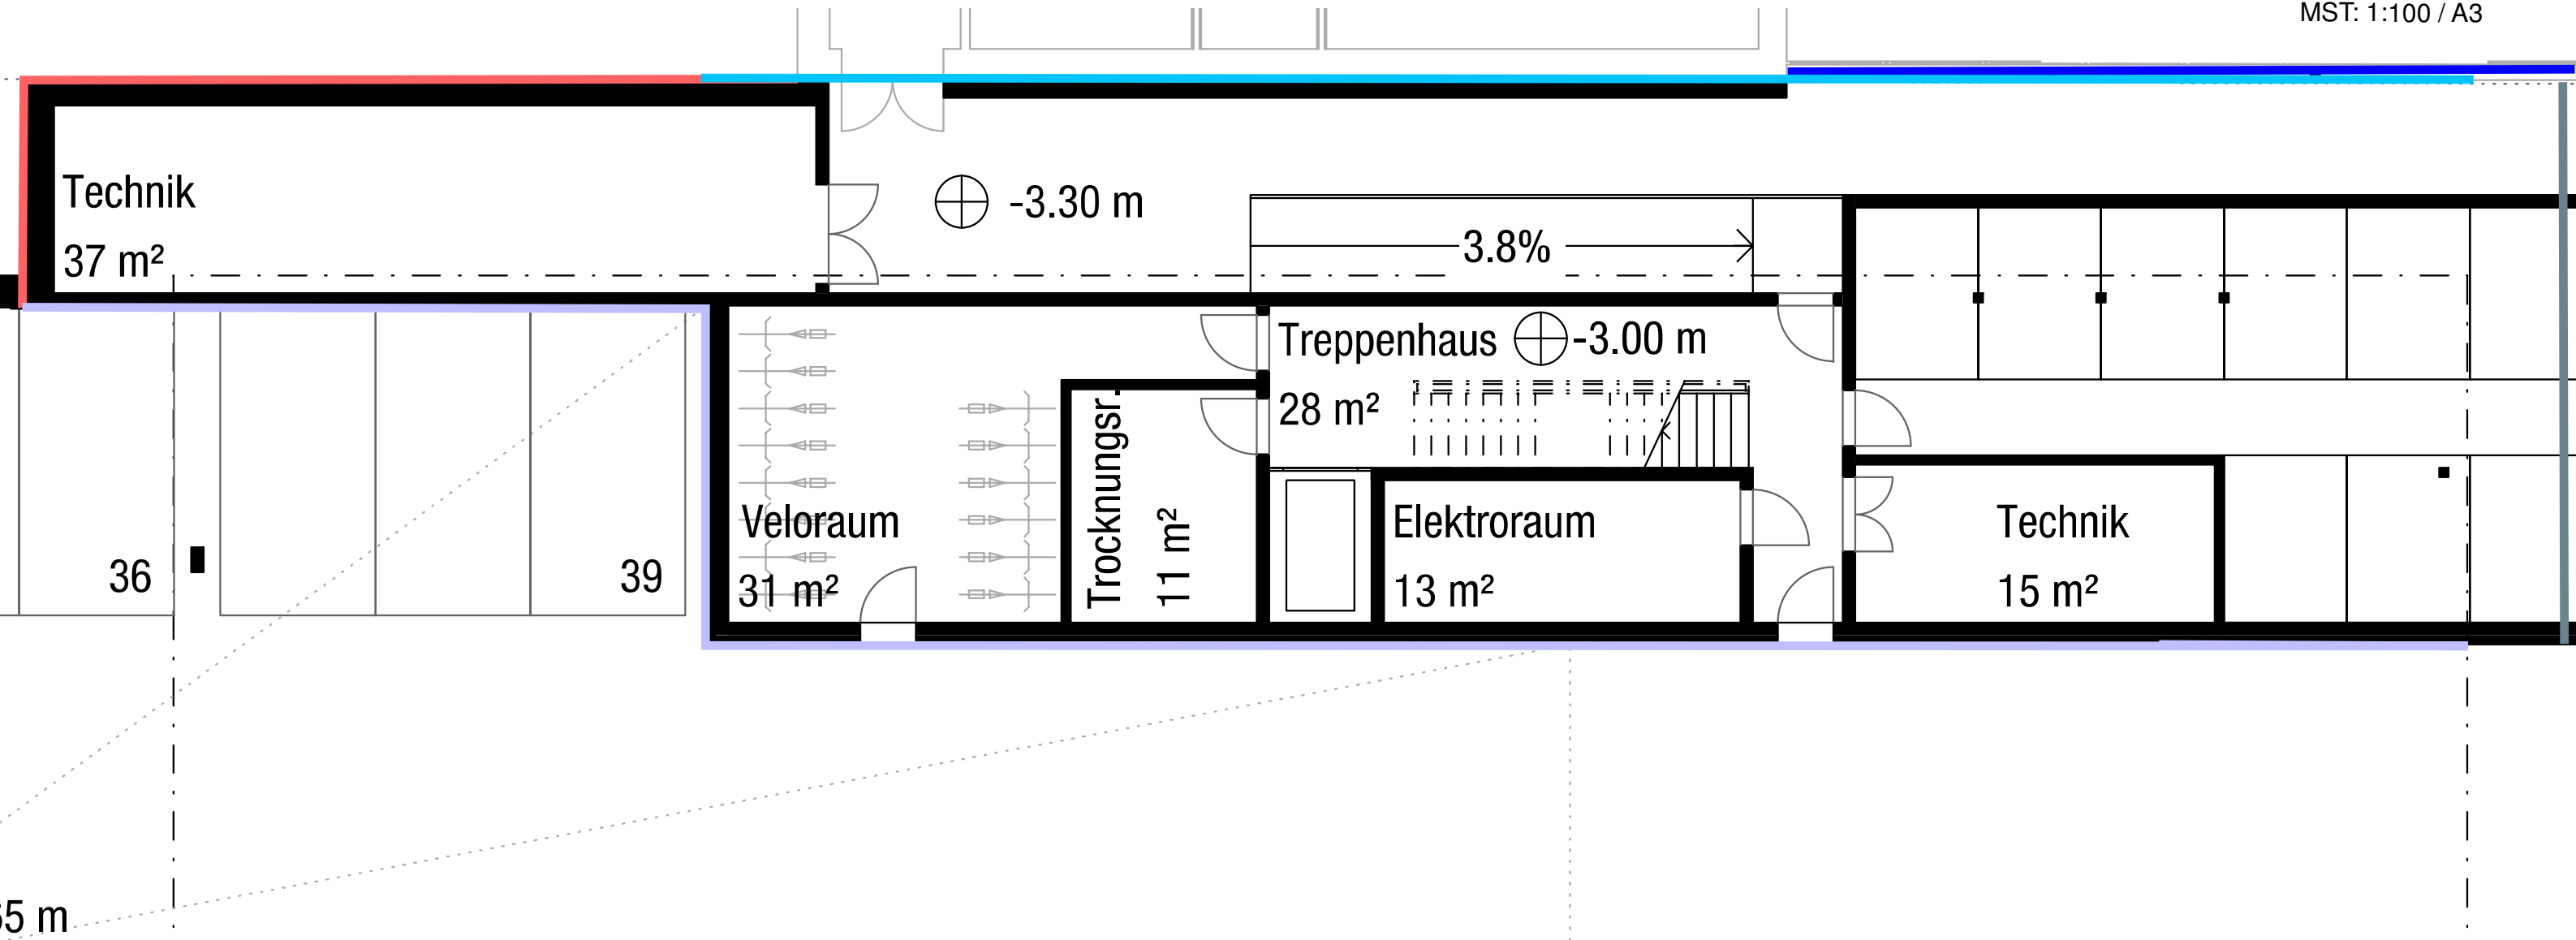 MST: 1:100 / A3
Technik
37 m²
-3.30 m
3.8%
Treppenhaus
-3.00 m
28 m²
Trocknungsr.
11 m²
Veloraum
31 m²
Elektroraum
13 m²
Technik
15 m²
36
39
5 m